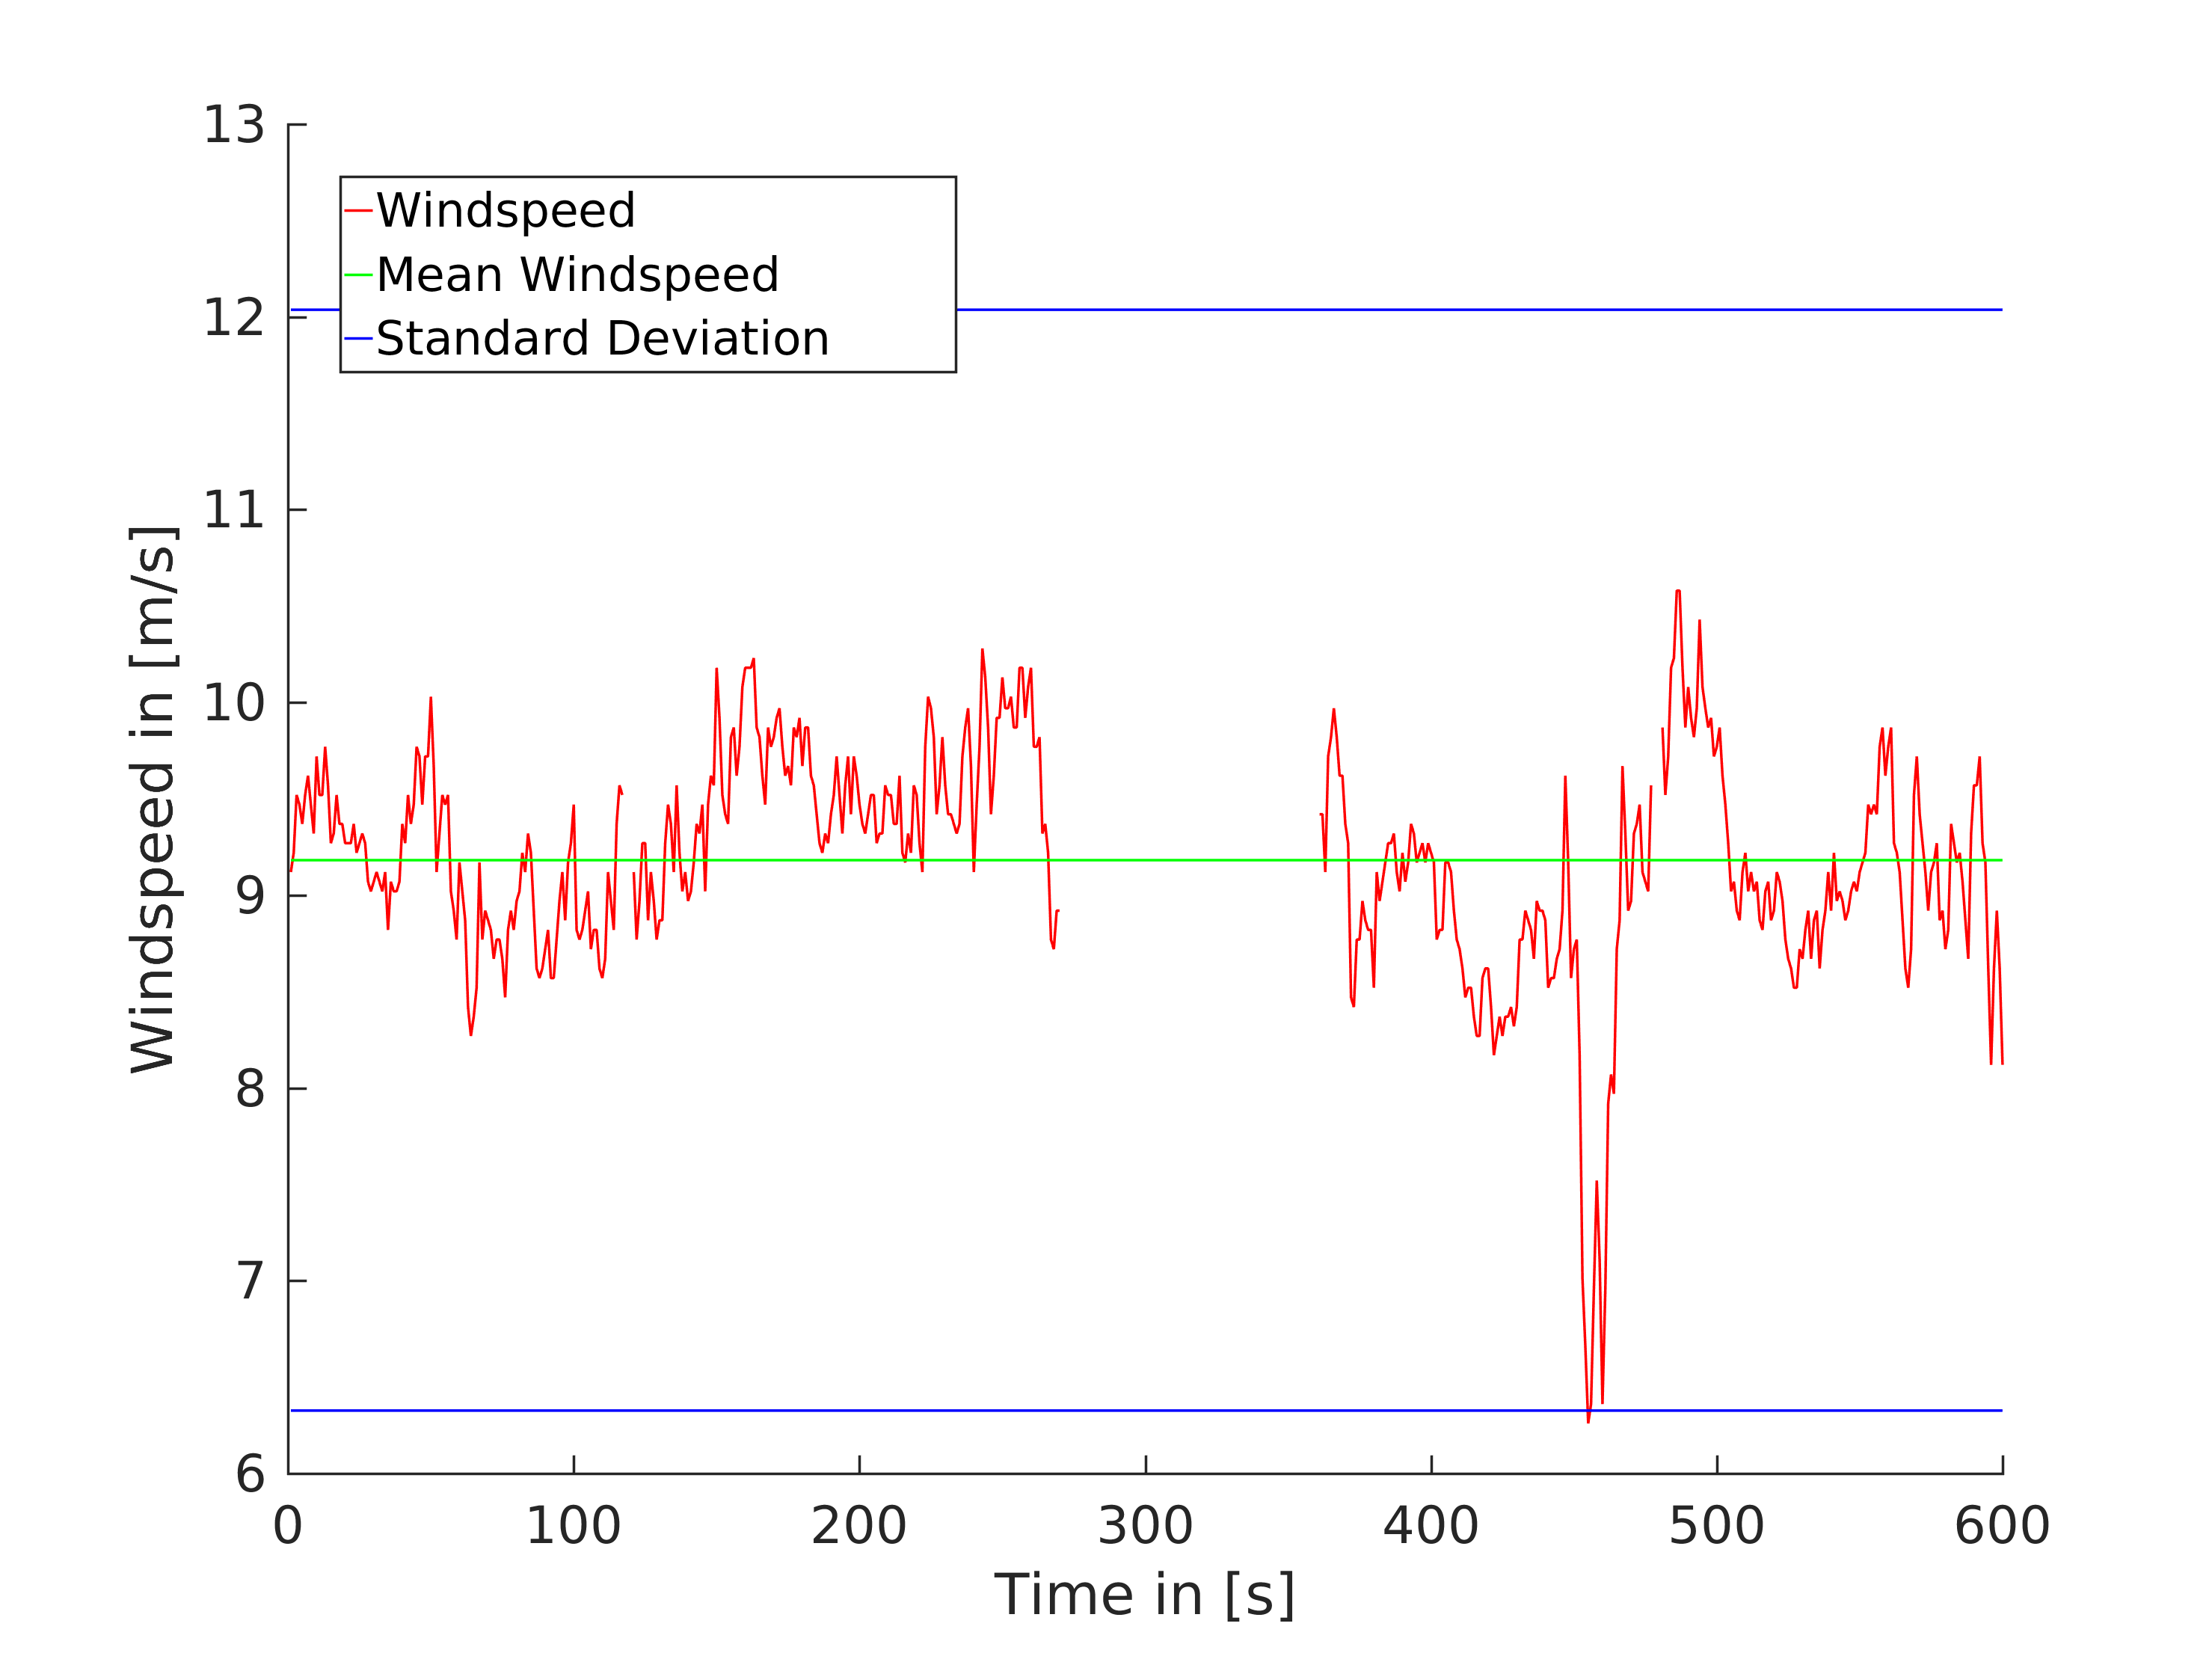 13
12
11
10
9
8
7
6
Windspeed in [m/s]
Windspeed
Mean Windspeed
Standard Deviation
0 100 200 300 400 500 600
Time in [s]